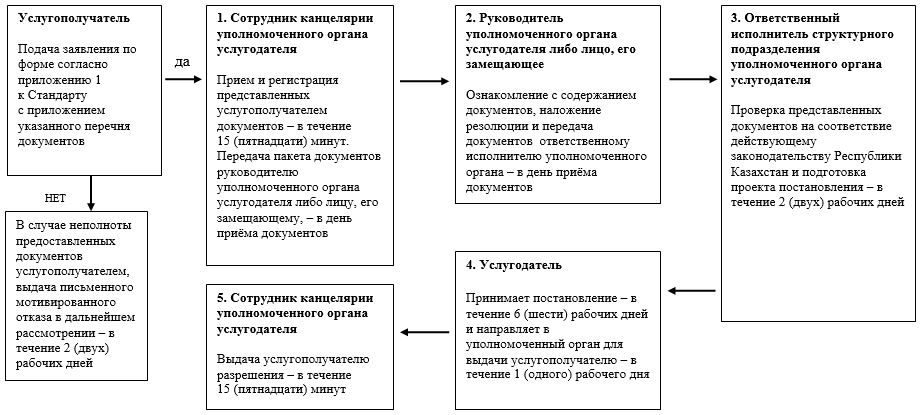 Услугополучатель
Подача заявления по
форме согласно
приложению 1
к Стандарту
с приложением
указанного перечня
документов
да
1. Сотрудник канцелярии
уполномоченного органа
услугодателя
Прием и регистрация
представленных
услугополучателем
документов – в течение
15 (пятнадцати) минут.
Передача пакета документов
руководителю
уполномоченного органа
услугодателя либо лицу, его
замещающему, – в день
приёма документов
2. Руководитель
уполномоченного органа
услугодателя либо лицо, его
замещающее
Ознакомление с содержанием
документов, наложение
резолюции и передача
документов ответственному
исполнителю уполномоченного
органа – в день приёма
документов
3. Ответственный
исполнитель структурного
подразделения
уполномоченного органа
услугодателя
Проверка представленных
документов на соответствие
действующему
законодательству Республики
Казахстан и подготовка
проекта постановления – в
течение 2 (двух) рабочих дней
НЕТ
В случае неполноты
предоставленных
документов
услугополучателем,
выдача письменного
мотивированного
отказа в дальнейшем
рассмотрении – в
течение 2 (двух)
рабочих дней
4. Услугодатель
Принимает постановление – в
течение 6 (шести) рабочих дней
и направляет в
уполномоченный орган для
выдачи услугополучателю – в
течение 1 (одного) рабочего дня
5. Сотрудник канцелярии
уполномоченного органа
услугодателя
Выдача услугополучателю
разрешения – в течение
15 (пятнадцати) минут